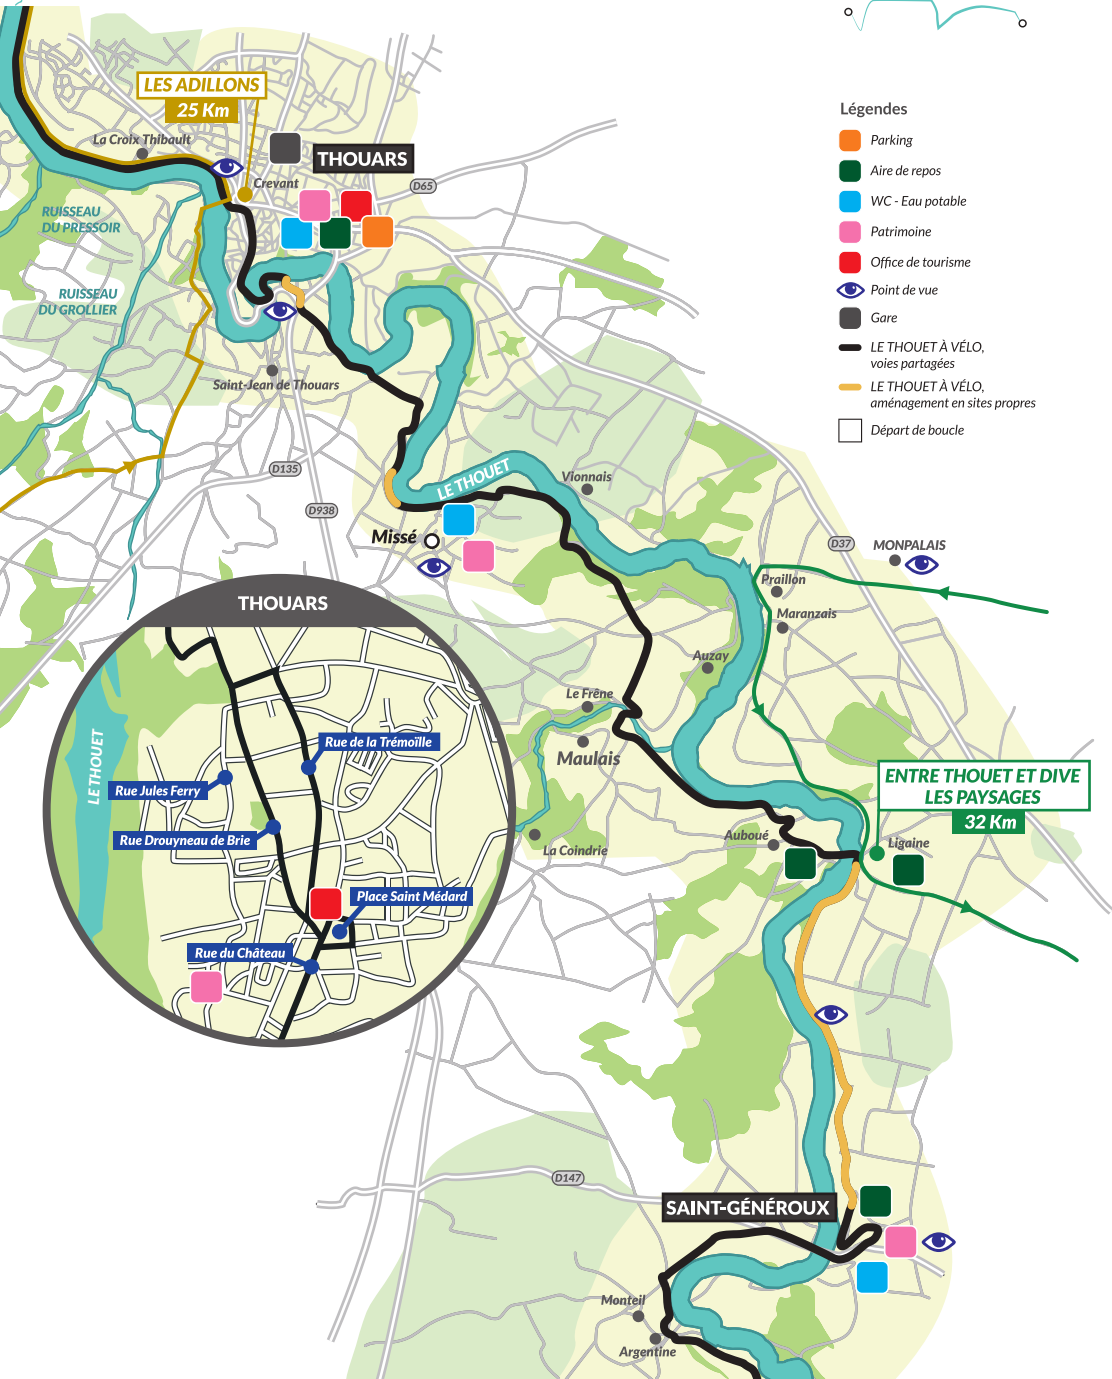 LES ADILLONS
25 Km
La Croix Thibault
THOUARS
Crevant
D65
RUISSEAU
DU PRESSOIR
RUISSEAU
DU GROLLIER
Saint-Jean de Thouars
D135
D938
LE THOUET
Vionnais
Missé
D37
MONPALAIS
Praillon
Maranzais
Auzay
Le Frêne
Maulais
La Coindrie
Auboué
ENTRE THOUET ET DIVE
LES PAYSAGES
32 Km
Ligaine
D147
SAINT-GÉNÉROUX
Monteil
Argentine
Légendes
Parking
Aire de repos
WC - Eau potable
Patrimoine
Office de tourisme
Point de vue
Gare
LE THOUET À VÉLO,
voies partagées
LE THOUET À VÉLO,
aménagement en sites propres
Départ de boucle
THOUARS
LE THOUET
Rue de la Trémoïlle
Rue Jules Ferry
Rue Drouyneau de Brie
Place Saint Médard
Rue du Château